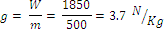 g = W/m = 1850/500 = 3.7 N/Kg